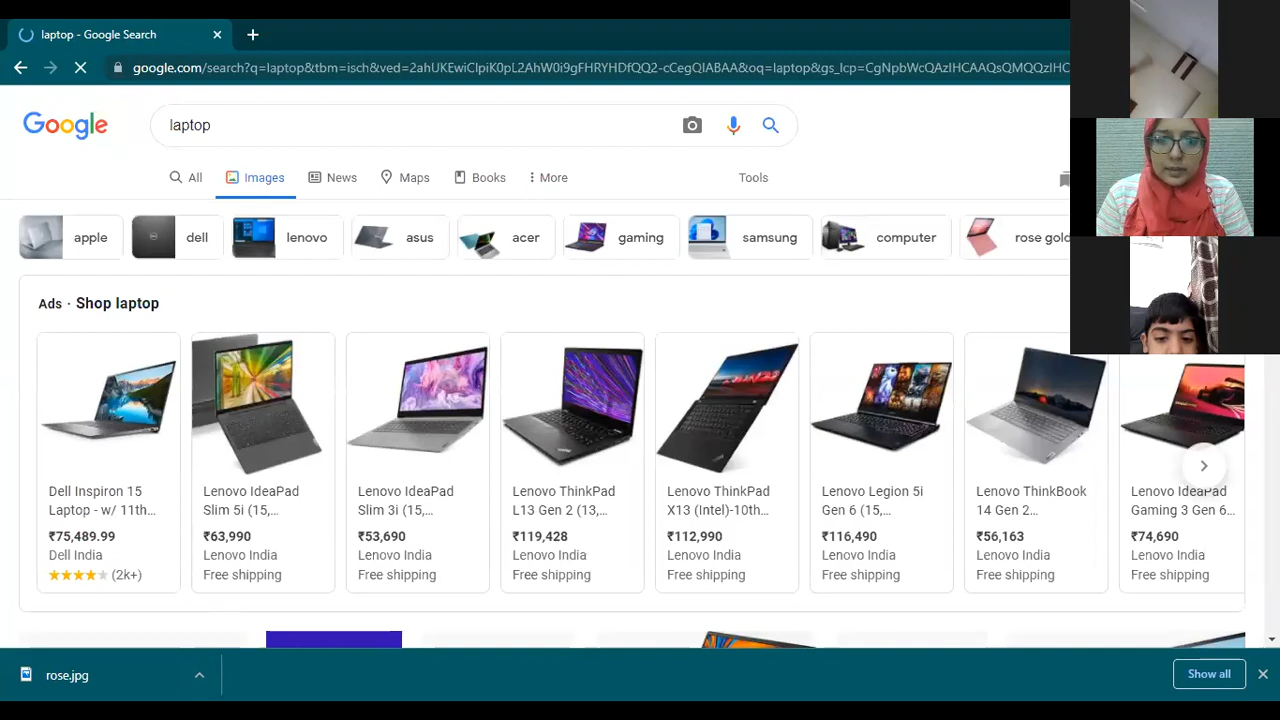 laptop - Google Search
google.com/search?q=laptop&tbm=isch&ved=2ahUKEwiClpiK0pL2AhW0i9gFHRYHDfQQ2-cCegQIABAA&oq=laptop&gs_lcp=CgNpbWcQAzIHCAAQsQMQQzIHC
Google
laptop
All Images News Maps Books More Tools
apple dell lenovo asus acer gaming samsung computer rose gold
Ads · Shop laptop
Dell Inspiron 15
Laptop - w/ 11th...
₹75,489.99
Dell India
(2k+)
Lenovo IdeaPad
Slim 5i (15,...
₹63,990
Lenovo India
Free shipping
Lenovo IdeaPad
Slim 3i (15,...
₹53,690
Lenovo India
Free shipping
Lenovo ThinkPad
L13 Gen 2 (13,...
₹119,428
Lenovo India
Free shipping
Lenovo ThinkPad
X13 (Intel)-10th...
₹112,990
Lenovo India
Free shipping
Lenovo Legion 5i
Gen 6 (15,...
₹116,490
Lenovo India
Free shipping
Lenovo ThinkBook
14 Gen 2...
₹56,163
Lenovo India
Free shipping
Lenovo IdeaPad
Gaming 3 Gen 6...
₹74,690
Lenovo India
Free shipping
rose.jpg
Show all